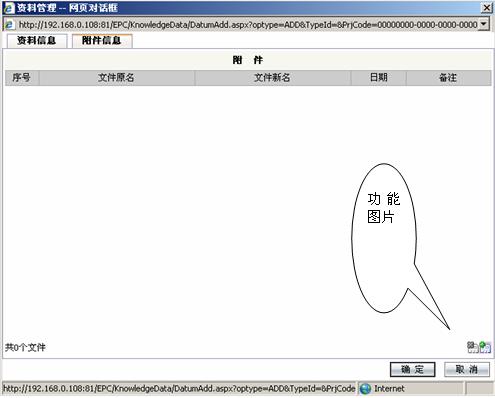 资料管理 -- 网页对话框
http://192.168.0.108:81/EPC/KnowledgeData/DatumAdd.aspx?optype=ADD&TypeId=&PrjCode=00000000-0000-0000-0000
资料信息 附件信息
附 件
序号 文件原名 文件新名 日期 备注
功 能
图片
共0个文件
确 定 取 消
http://192.168.0.108:81/EPC/KnowledgeData/DatumAdd.aspx?optype=ADD&TypeId=&PrjCode Internet